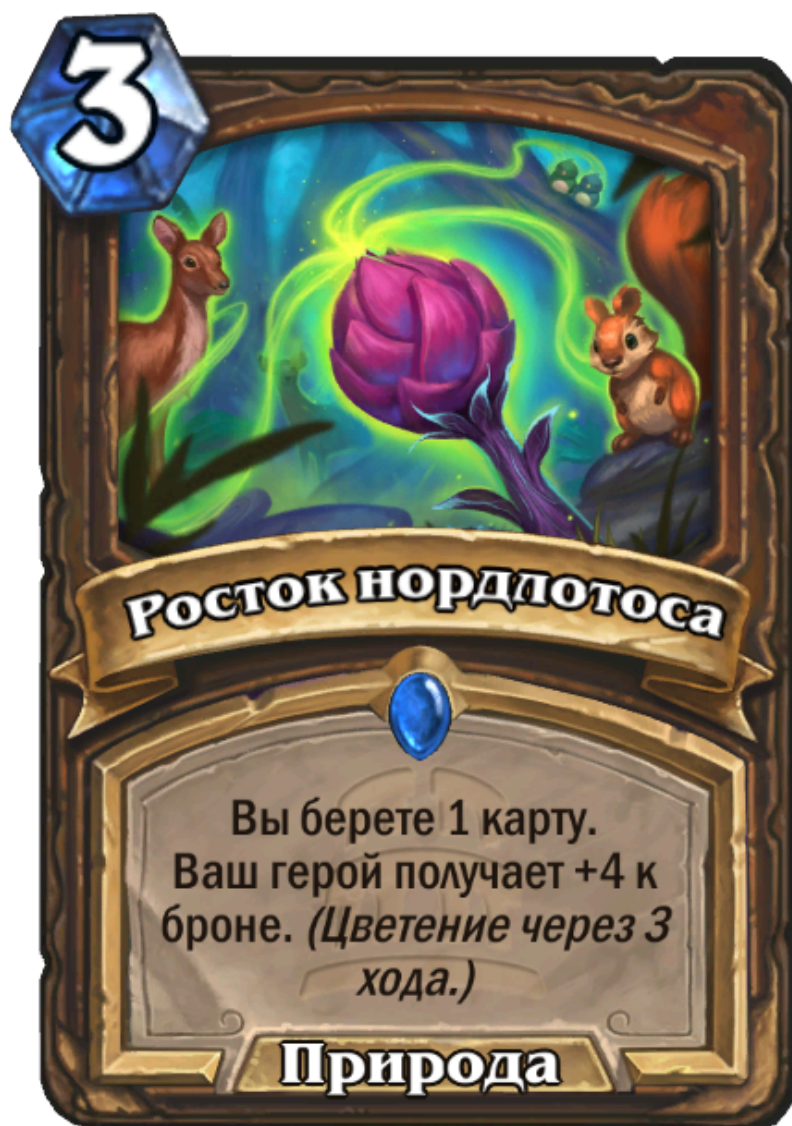 3
Росток нордлотоса
Вы берете 1 карту.
Ваш герой получает +4 к
броне. (Цветение через 3
хода.)
Природа